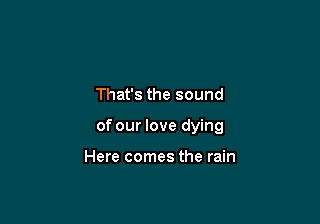 That's the sound
of our love dying
Here comes the rain